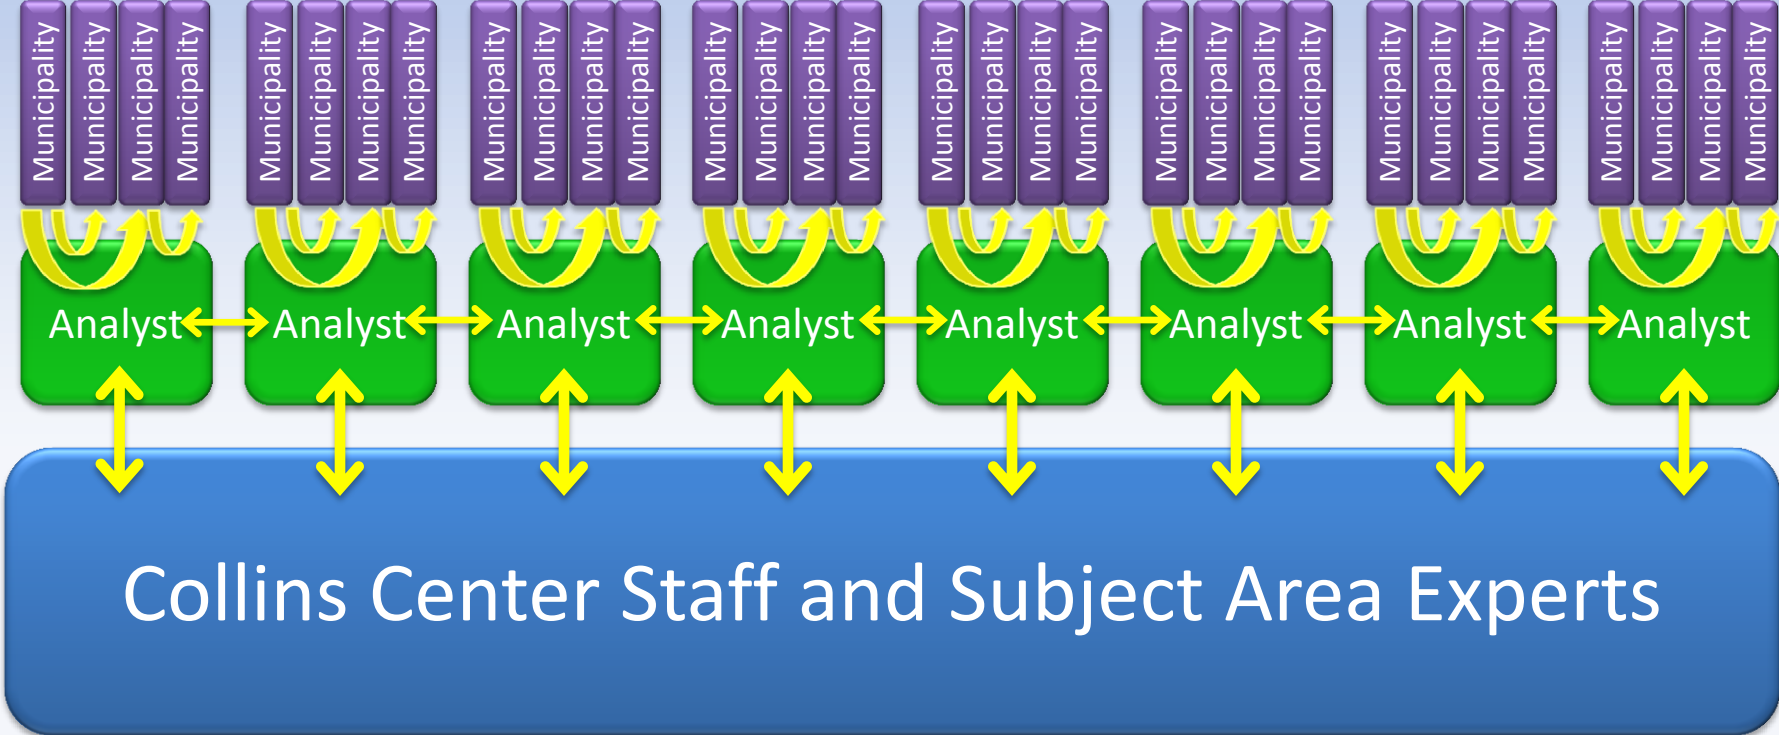 Municipality Municipality Municipality Municipality Municipality Municipality Municipality Municipality Municipality Municipality Municipality Municipality Municipality Municipality Municipality Municipality Municipality Municipality Municipality Municipality Municipality Municipality Municipality Municipality Municipality Municipality Municipality Municipality Municipality Municipality Municipality Municipality
Analyst Analyst Analyst Analyst Analyst Analyst Analyst Analyst
Collins Center Staff and Subject Area Experts